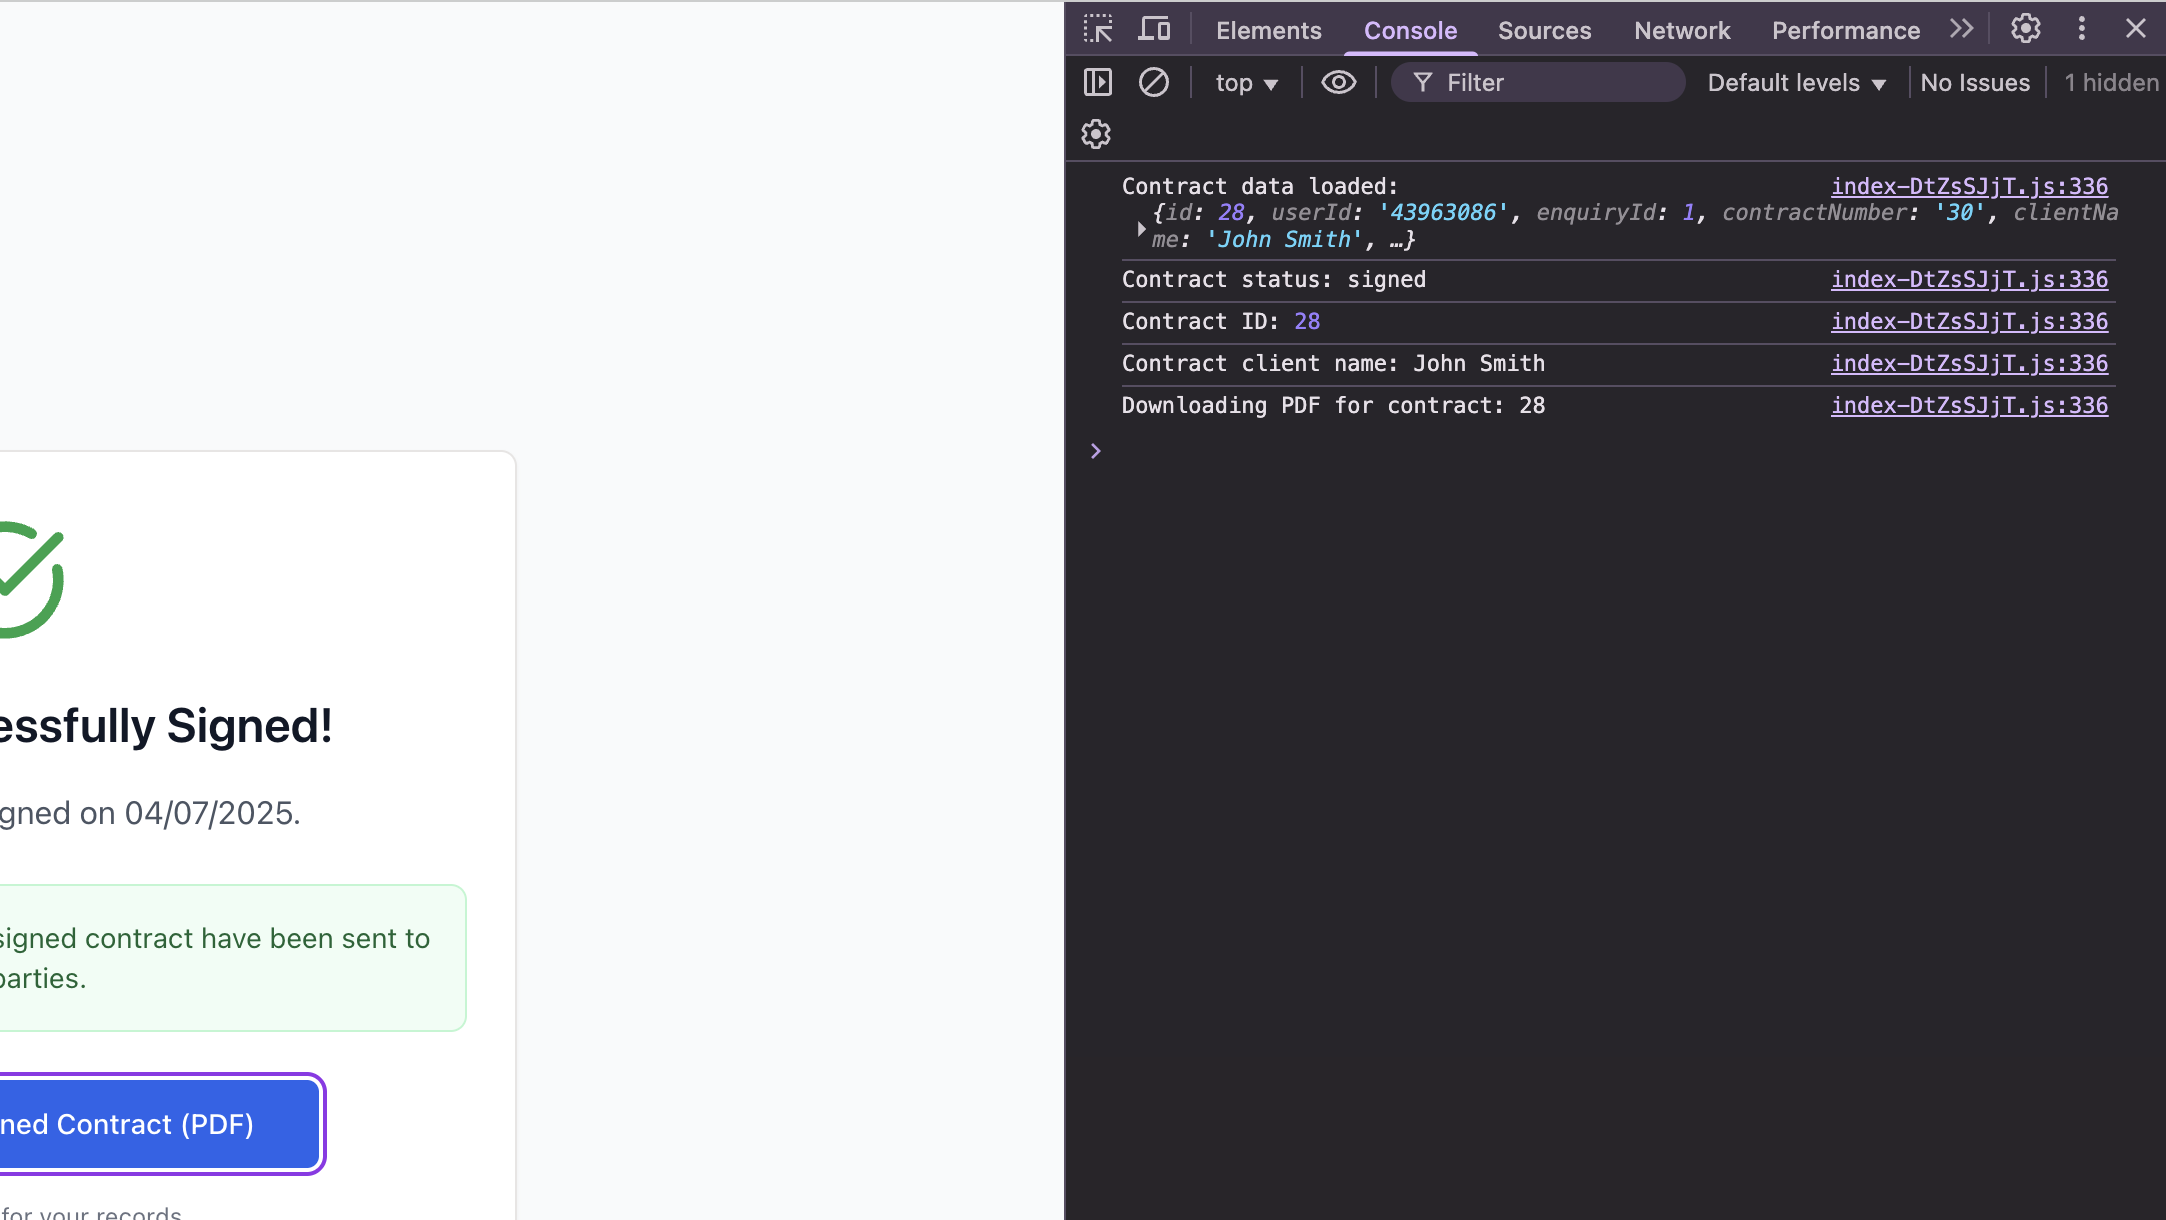 Elements Console Sources Network Performance
top Filter Default levels No Issues 1 hidden
Contract data loaded: index-DtZsSJjT.js:336
{id: 28, userId: '43963086', enquiryId: 1, contractNumber: '30', clientNa
me: 'John Smith', …}
Contract status: signed index-DtZsSJjT.js:336
Contract ID: 28 index-DtZsSJjT.js:336
Contract client name: John Smith index-DtZsSJjT.js:336
Downloading PDF for contract: 28 index-DtZsSJjT.js:336
essfully Signed!
gned on 04/07/2025.
signed contract have been sent to
parties.
ned Contract (PDF)
for your records